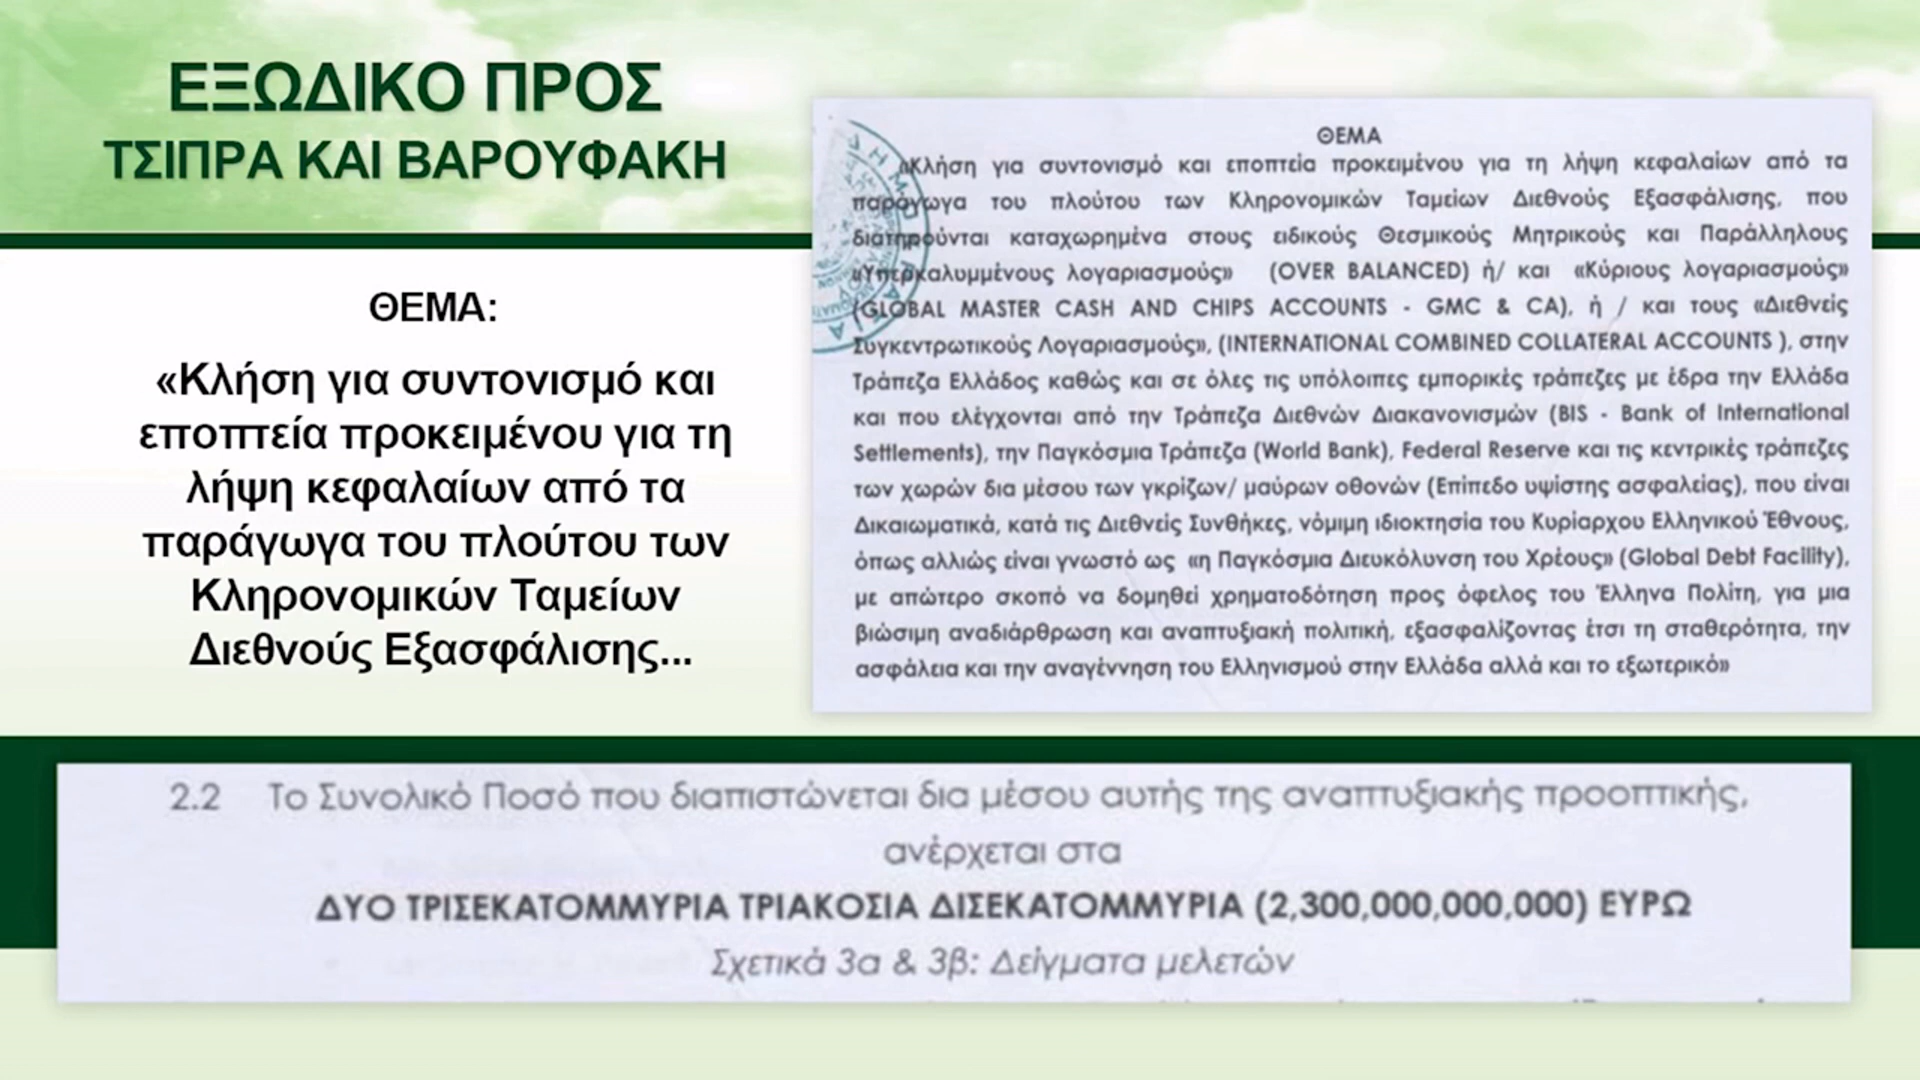 ΕΞΩΔΙΚΟ ΠΡΟΣ
ΤΣΙΠΡΑ ΚΑΙ ΒΑΡΟΥΦΑΚΗ
ΘΕΜΑ:
«Κλήση για συντονισμό και
εποπτεία προκειμένου για τη
λήψη κεφαλαίων από τα
παράγωγα του πλούτου των
Κληρονομικών Ταμείων
Διεθνούς Εξασφάλισης...
ΘΕΜΑ
«Κλήση για συντονισμό και εποπτεία προκειμένου για τη λήψη κεφαλαίων από τα
παράγωγα του πλούτου των Κληρονομικών Ταμείων Διεθνούς Εξασφάλισης, που
διατηρούνται καταχωρημένα στους ειδικούς Θεσμικούς Μητρικούς και Παράλληλους
«Υπερκαλυμμένους λογαριασμούς» (OVER BALANCED) ή/ και «Κύριους λογαριασμούς»
(GLOBAL MASTER CASH AND CHIPS ACCOUNTS - GMC & CA), ή / και τους «Διεθνείς
Συγκεντρωτικούς Λογαριασμούς», (INTERNATIONAL COMBINED COLLATERAL ACCOUNTS ), στην
Τράπεζα Ελλάδος καθώς και σε όλες τις υπόλοιπες εμπορικές τράπεζες με έδρα την Ελλάδα
και που ελέγχονται από την Τράπεζα Διεθνών Διακανονισμών (BIS - Bank of International
Settlements), την Παγκόσμια Τράπεζα (World Bank), Federal Reserve και τις κεντρικές τράπεζες
των χωρών δια μέσου των γκρίζων/ μαύρων οθονών (Επίπεδο υψίστης ασφαλείας), που είναι
Δικαιωματικά, κατά τις Διεθνείς Συνθήκες, νόμιμη ιδιοκτησία του Κυρίαρχου Ελληνικού Έθνους,
όπως αλλιώς είναι γνωστό ως «η Παγκόσμια Διευκόλυνση του Χρέους» (Global Debt Facility),
με απώτερο σκοπό να δομηθεί χρηματοδότηση προς όφελος του Έλληνα Πολίτη, για μια
βιώσιμη αναδιάρθρωση και αναπτυξιακή πολιτική, εξασφαλίζοντας έτσι τη σταθερότητα, την
ασφάλεια και την αναγέννηση του Ελληνισμού στην Ελλάδα αλλά και το εξωτερικό»
2.2 Το Συνολικό Ποσό που διαπιστώνεται δια μέσου αυτής της αναπτυξιακής προοπτικής,
ανέρχεται στα
ΔΥΟ ΤΡΙΣΕΚΑΤΟΜΜΥΡΙΑ ΤΡΙΑΚΟΣΙΑ ΔΙΣΕΚΑΤΟΜΜΥΡΙΑ (2,300,000,000,000) ΕΥΡΩ
Σχετικά 3α & 3β: Δείγματα μελετών